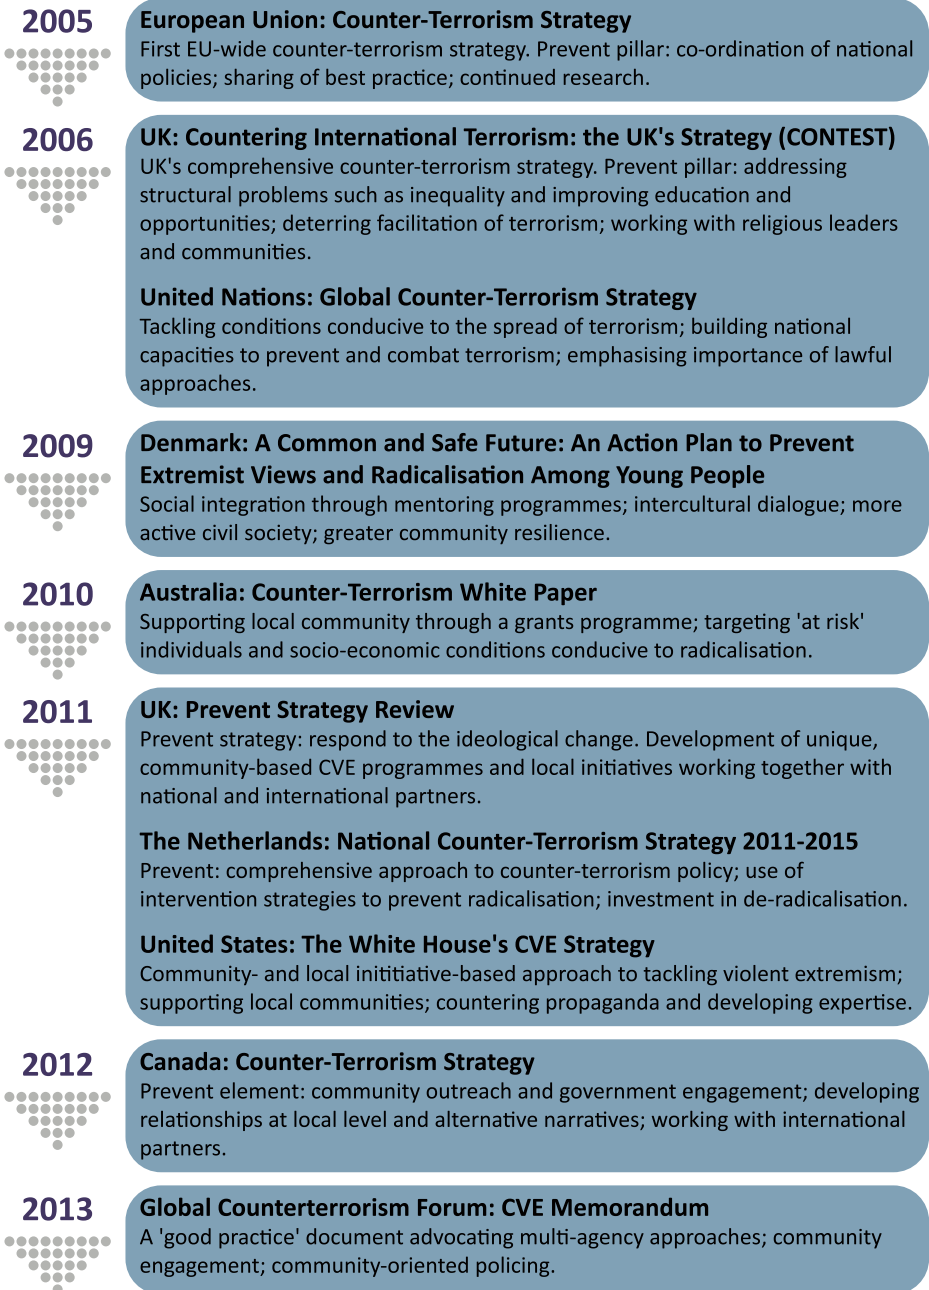 2005
European Union: Counter-Terrorism Strategy
First EU-wide counter-terrorism strategy. Prevent pillar: co-ordination of national
policies; sharing of best practice; continued research.
2006
UK: Countering International Terrorism: the UK's Strategy (CONTEST)
UK's comprehensive counter-terrorism strategy. Prevent pillar: addressing
structural problems such as inequality and improving education and
opportunities; deterring facilitation of terrorism; working with religious leaders
and communities.
United Nations: Global Counter-Terrorism Strategy
Tackling conditions conducive to the spread of terrorism; building national
capacities to prevent and combat terrorism; emphasising importance of lawful
approaches.
2009
Denmark: A Common and Safe Future: An Action Plan to Prevent
Extremist Views and Radicalisation Among Young People
Social integration through mentoring programmes; intercultural dialogue; more
active civil society; greater community resilience.
2010
Australia: Counter-Terrorism White Paper
Supporting local community through a grants programme; targeting 'at risk'
individuals and socio-economic conditions conducive to radicalisation.
2011
UK: Prevent Strategy Review
Prevent strategy: respond to the ideological change. Development of unique,
community-based CVE programmes and local initiatives working together with
national and international partners.
The Netherlands: National Counter-Terrorism Strategy 2011-2015
Prevent: comprehensive approach to counter-terrorism policy; use of
intervention strategies to prevent radicalisation; investment in de-radicalisation.
United States: The White House's CVE Strategy
Community- and local inititiative-based approach to tackling violent extremism;
supporting local communities; countering propaganda and developing expertise.
2012
Canada: Counter-Terrorism Strategy
Prevent element: community outreach and government engagement; developing
relationships at local level and alternative narratives; working with international
partners.
2013
Global Counterterrorism Forum: CVE Memorandum
A 'good practice' document advocating multi-agency approaches; community
engagement; community-oriented policing.